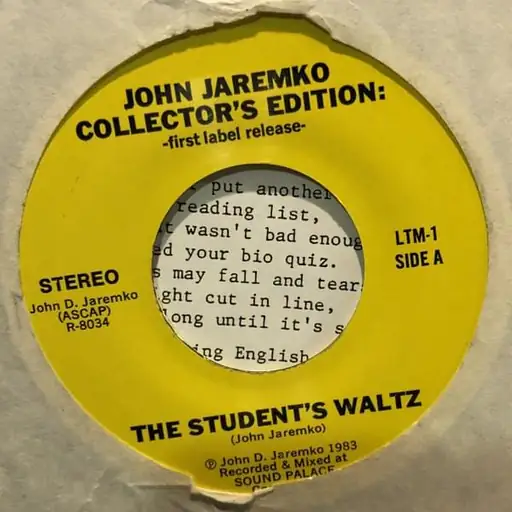 JOHN JAREMKO
COLLECTOR'S EDITION:
-first label release-
put another
reading list,
wasn't bad enoug
your bio quiz.
may fall and tear
cut in line,
long until it's
English
LTM-1
SIDE A
STEREO
John D. Jaremko
(ASCAP)
R-8034
THE STUDENT'S WALTZ
(John Jaremko)
℗ John D. Jaremko 1983
Recorded & Mixed at
SOUND PALACE